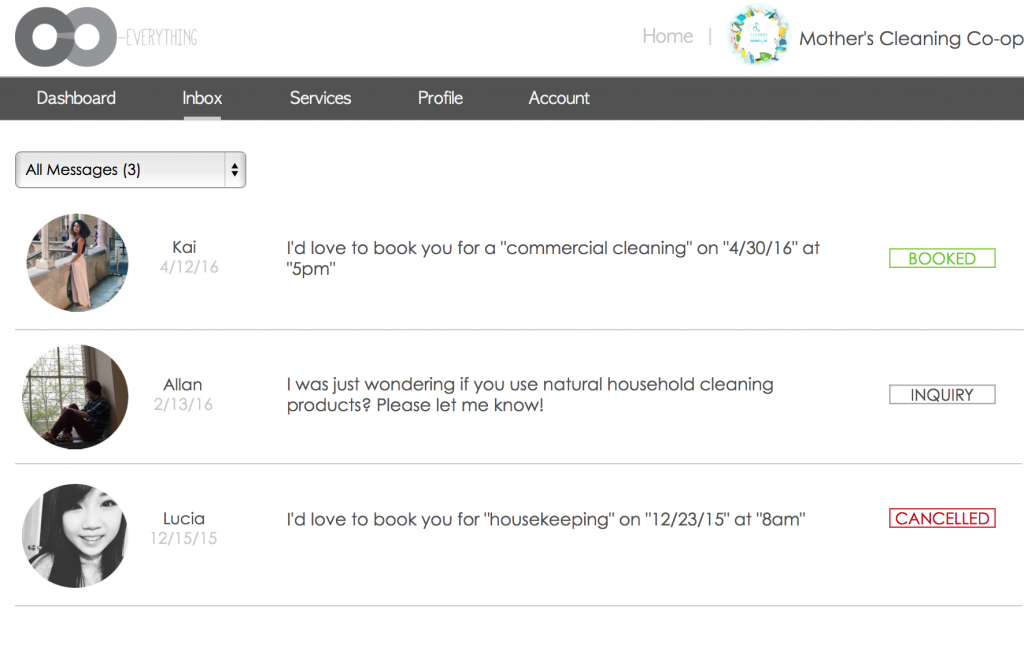 -EVERYTHING
Home | Mother's Cleaning Co-op
Dashboard Inbox Services Profile Account
All Messages (3)
Kai
4/12/16
I'd love to book you for a "commercial cleaning" on "4/30/16" at
"5pm"
BOOKED
Allan
2/13/16
I was just wondering if you use natural household cleaning
products? Please let me know!
INQUIRY
Lucia
12/15/15
I'd love to book you for "housekeeping" on "12/23/15" at "8am"
CANCELLED